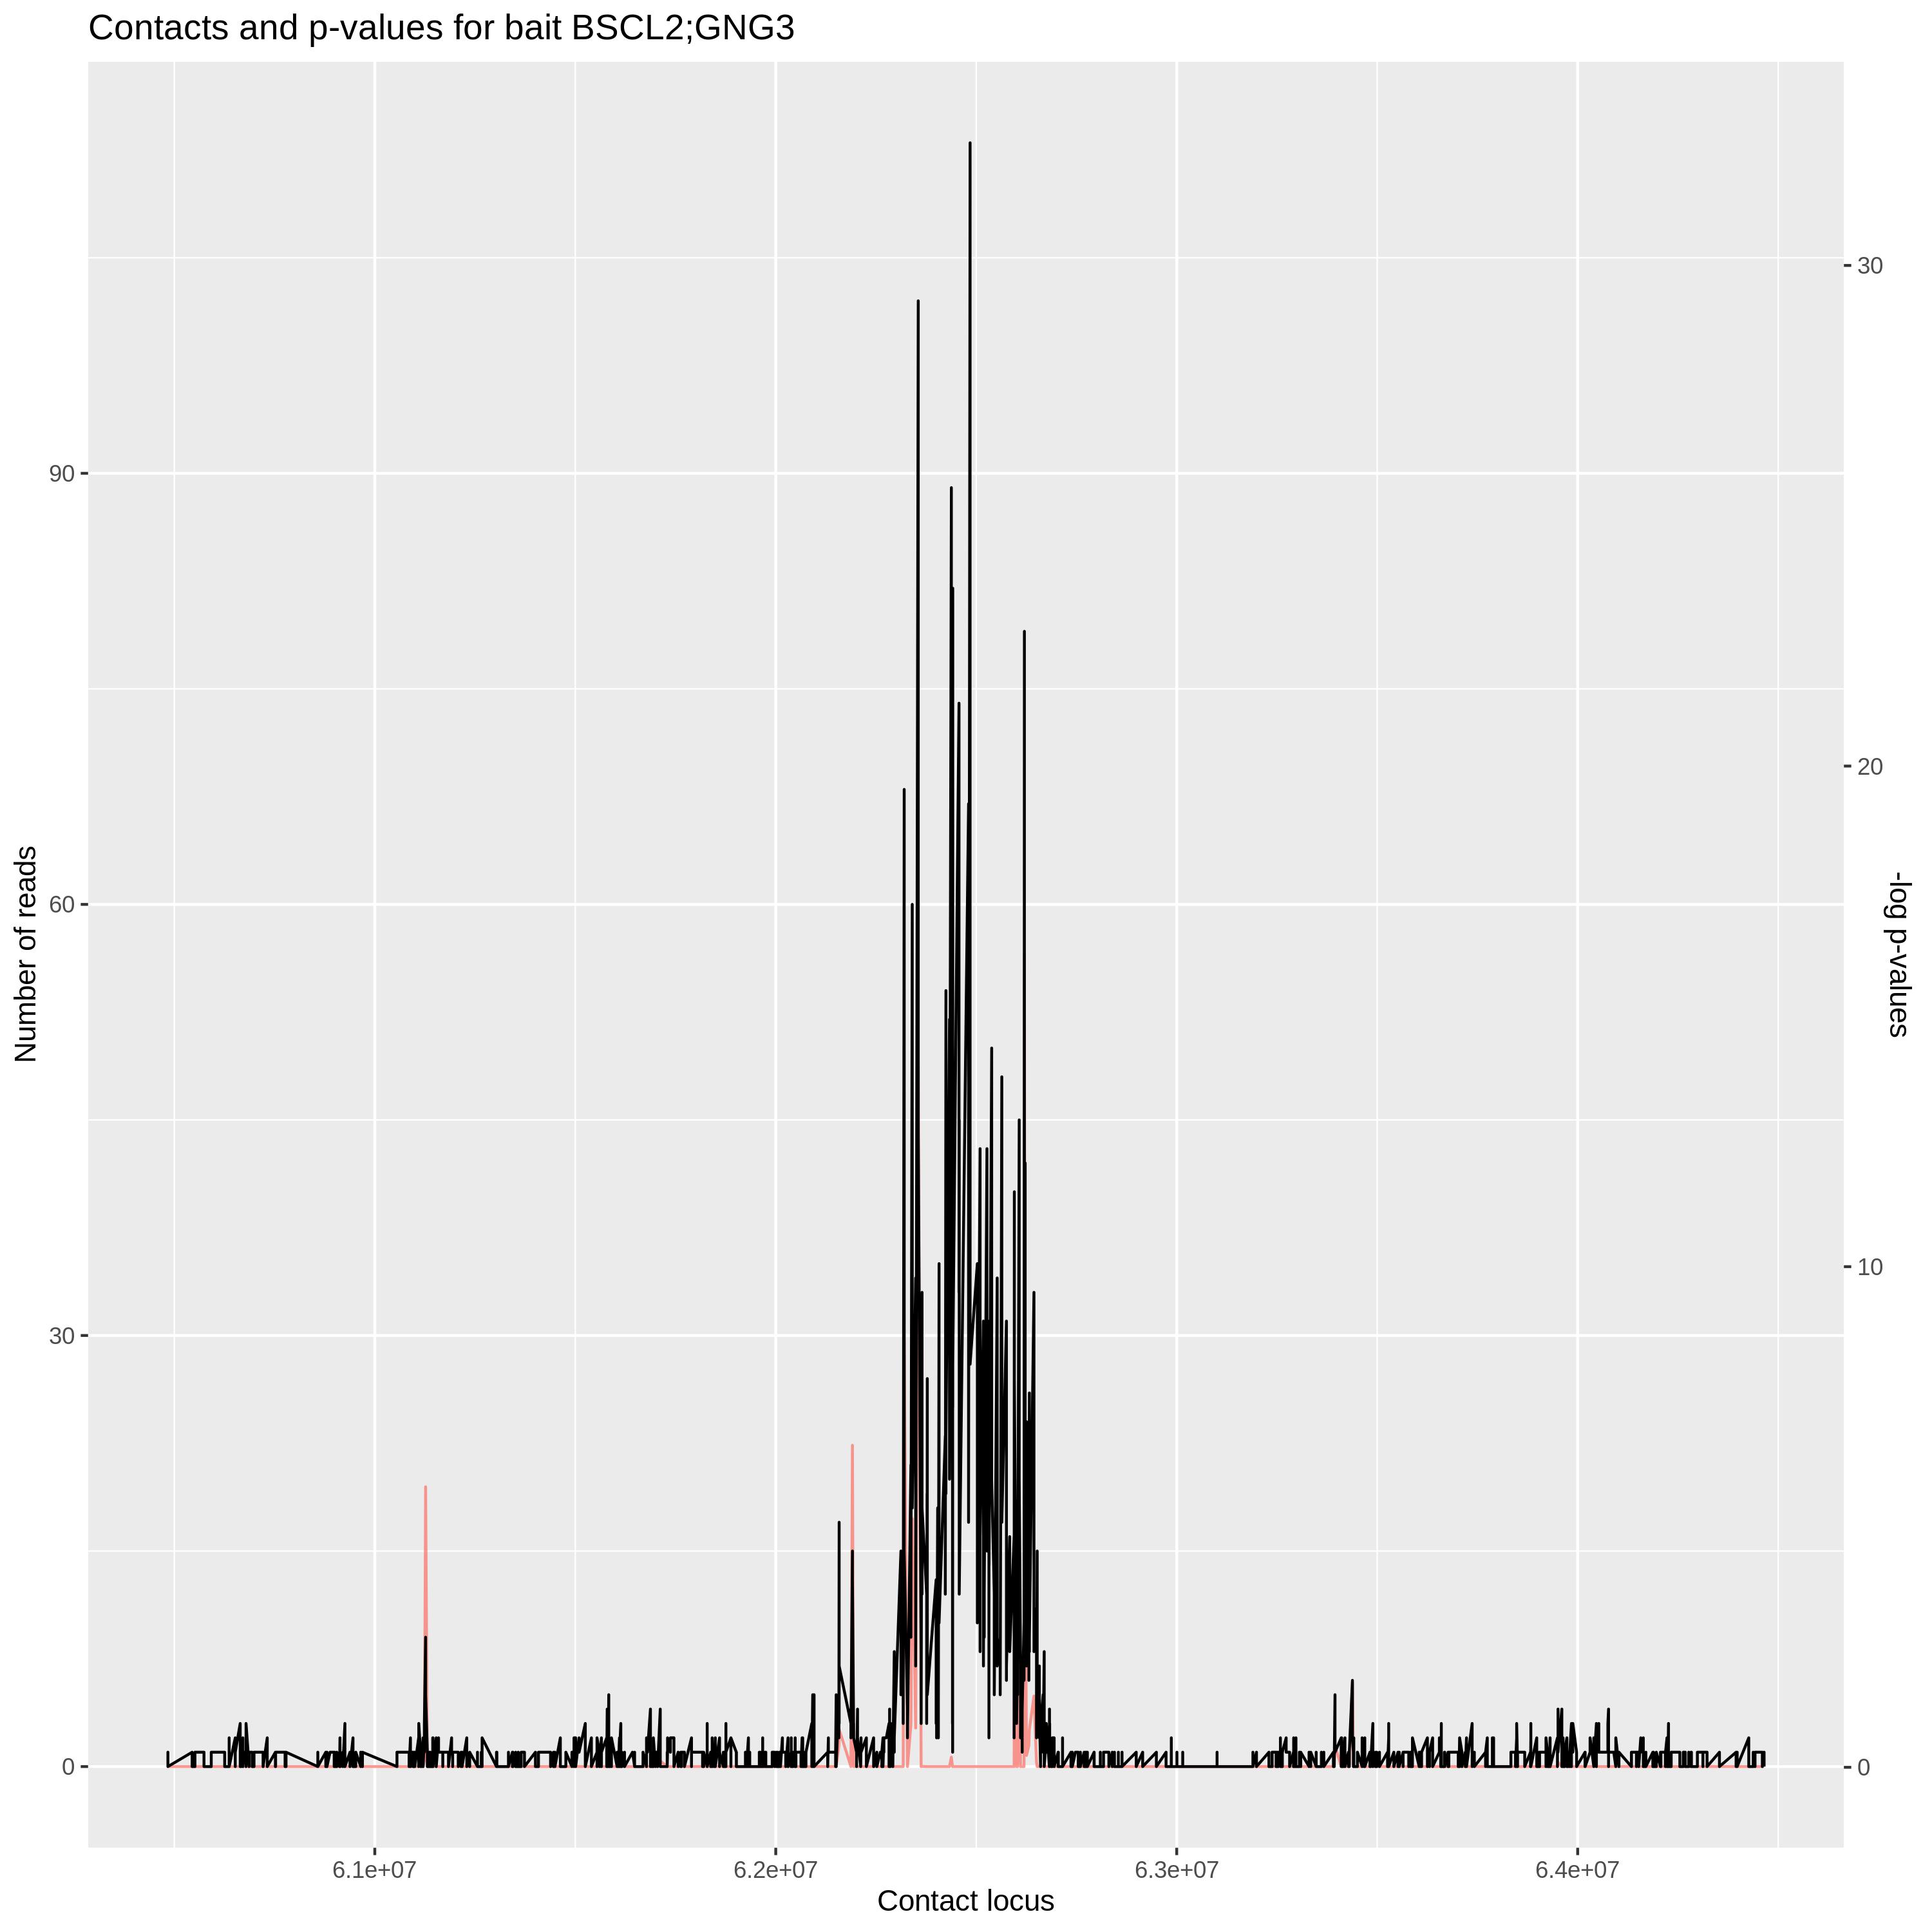 Contacts and p-values for bait BSCL2;GNG3
Number of reads
90
60
30
0
30
20
10
0
-log p-values
6.1e+07
6.2e+07
6.3e+07
6.4e+07
Contact locus